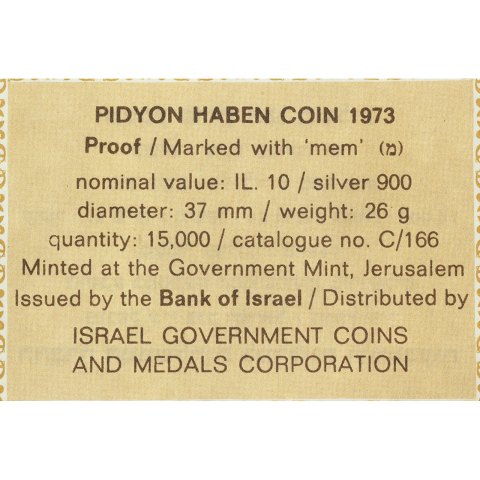 PIDYON HABEN COIN 1973
Proof / Marked with 'mem' (מ)
nominal value: IL. 10 / silver 900
diameter: 37 mm / weight: 26 g
quantity: 15,000 / catalogue no. C/166
Minted at the Government Mint, Jerusalem
Issued by the Bank of Israel / Distributed by
ISRAEL GOVERNMENT COINS
AND MEDALS CORPORATION